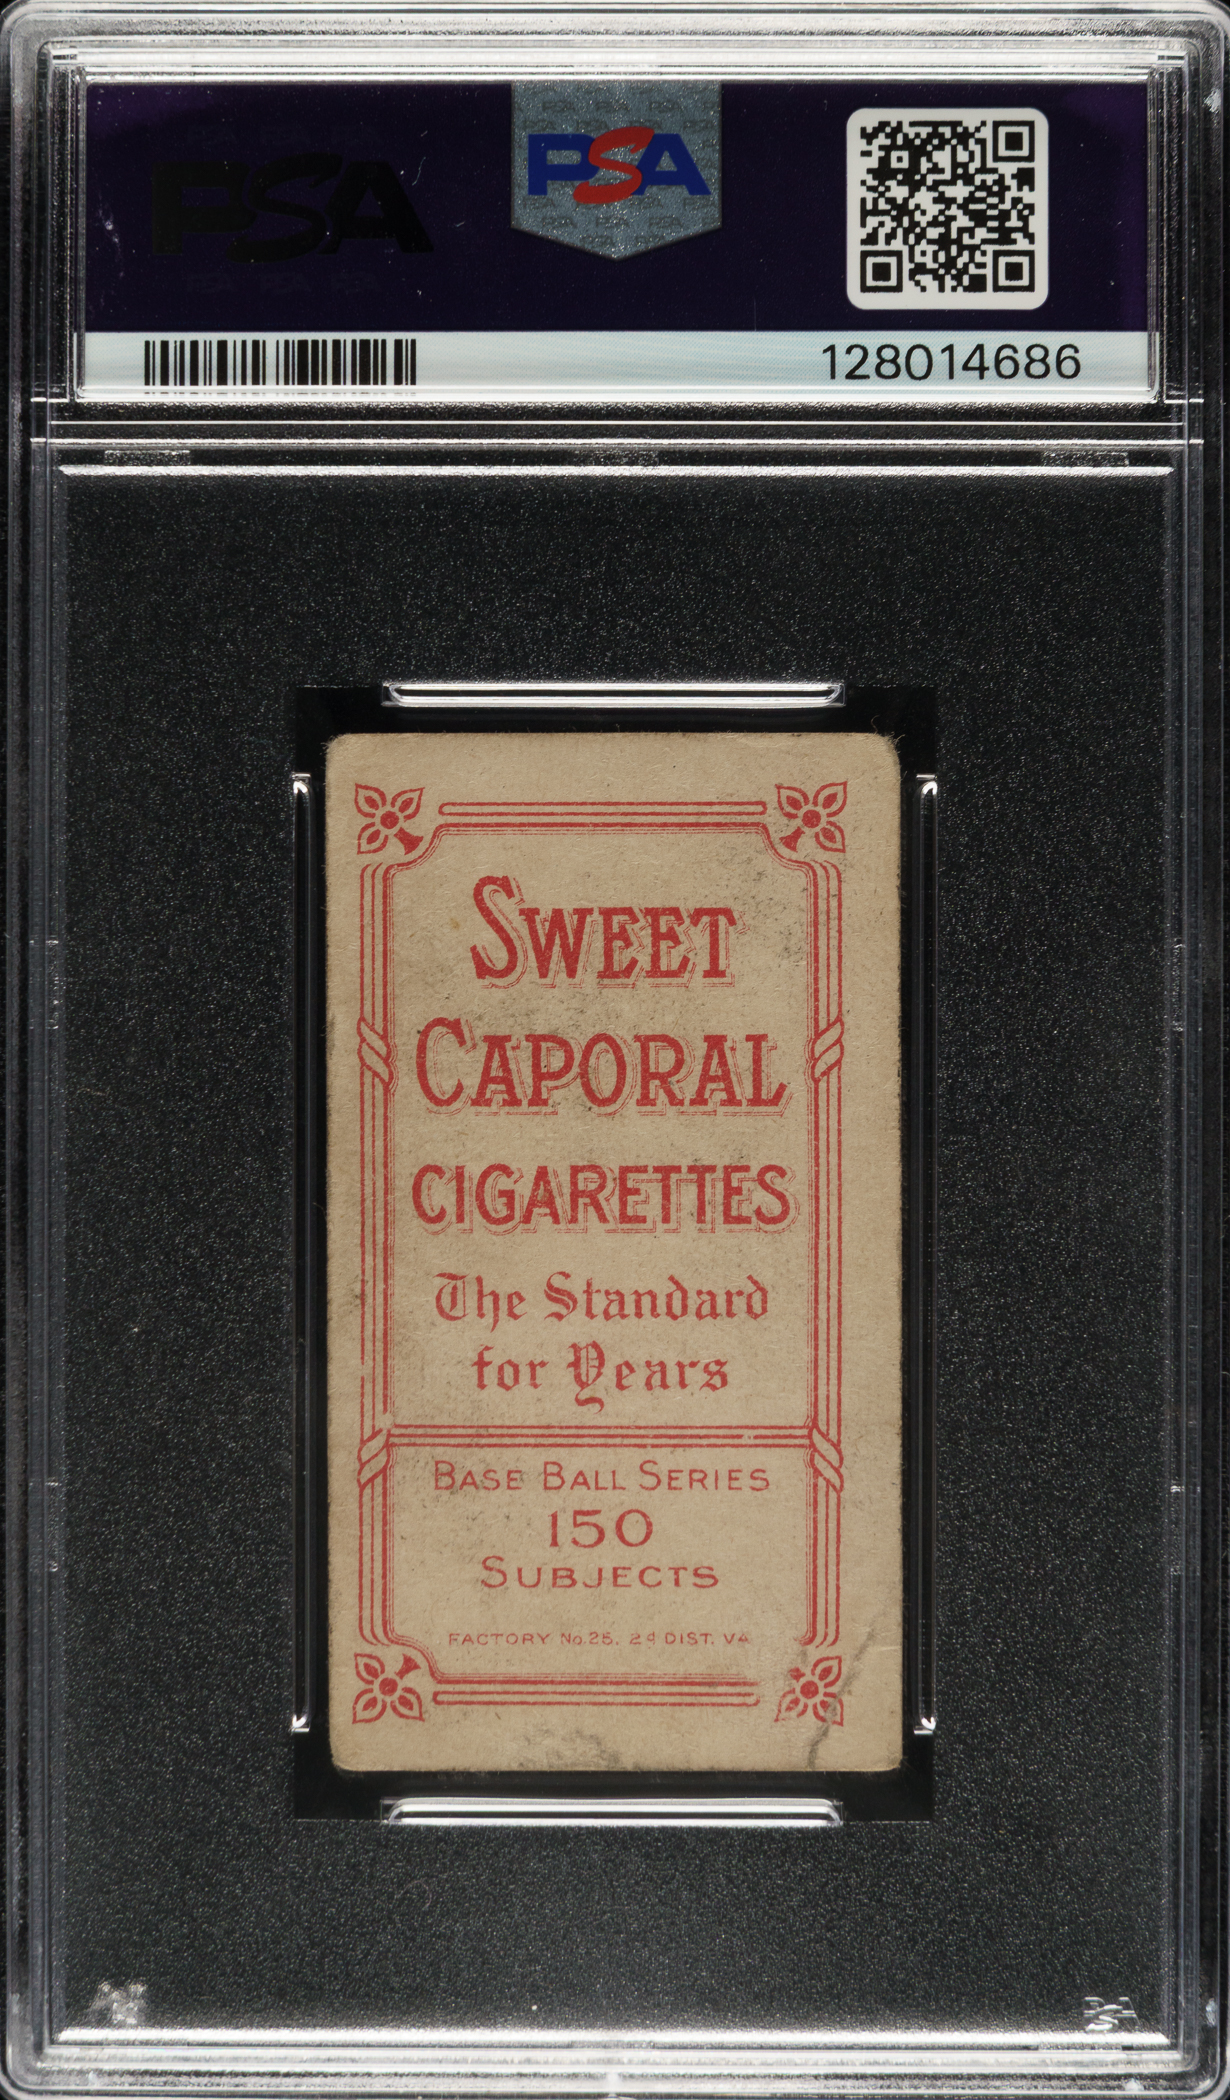 PSA
PSA
128014686
SWEET
CAPORAL
CIGARETTES
The Standard
for Years
BASE BALL SERIES
150
SUBJECTS
FACTORY No. 25, 2d DIST. VA
PSA